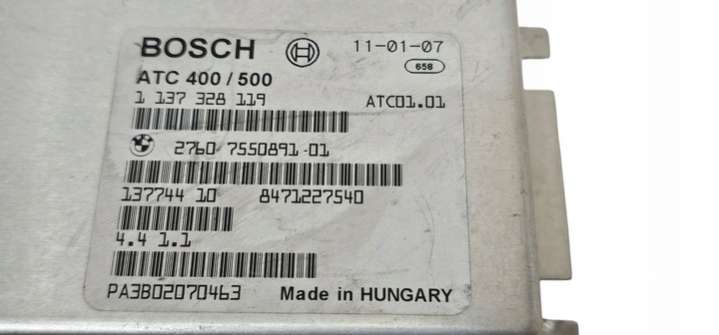 BOSCH 11-01-07
658
ATC 400 / 500
1 137 328 119 ATC01.01
2760 7550891-01
137744 10 8471227540
4.4 1.1
PA3B02070463 Made in HUNGARY